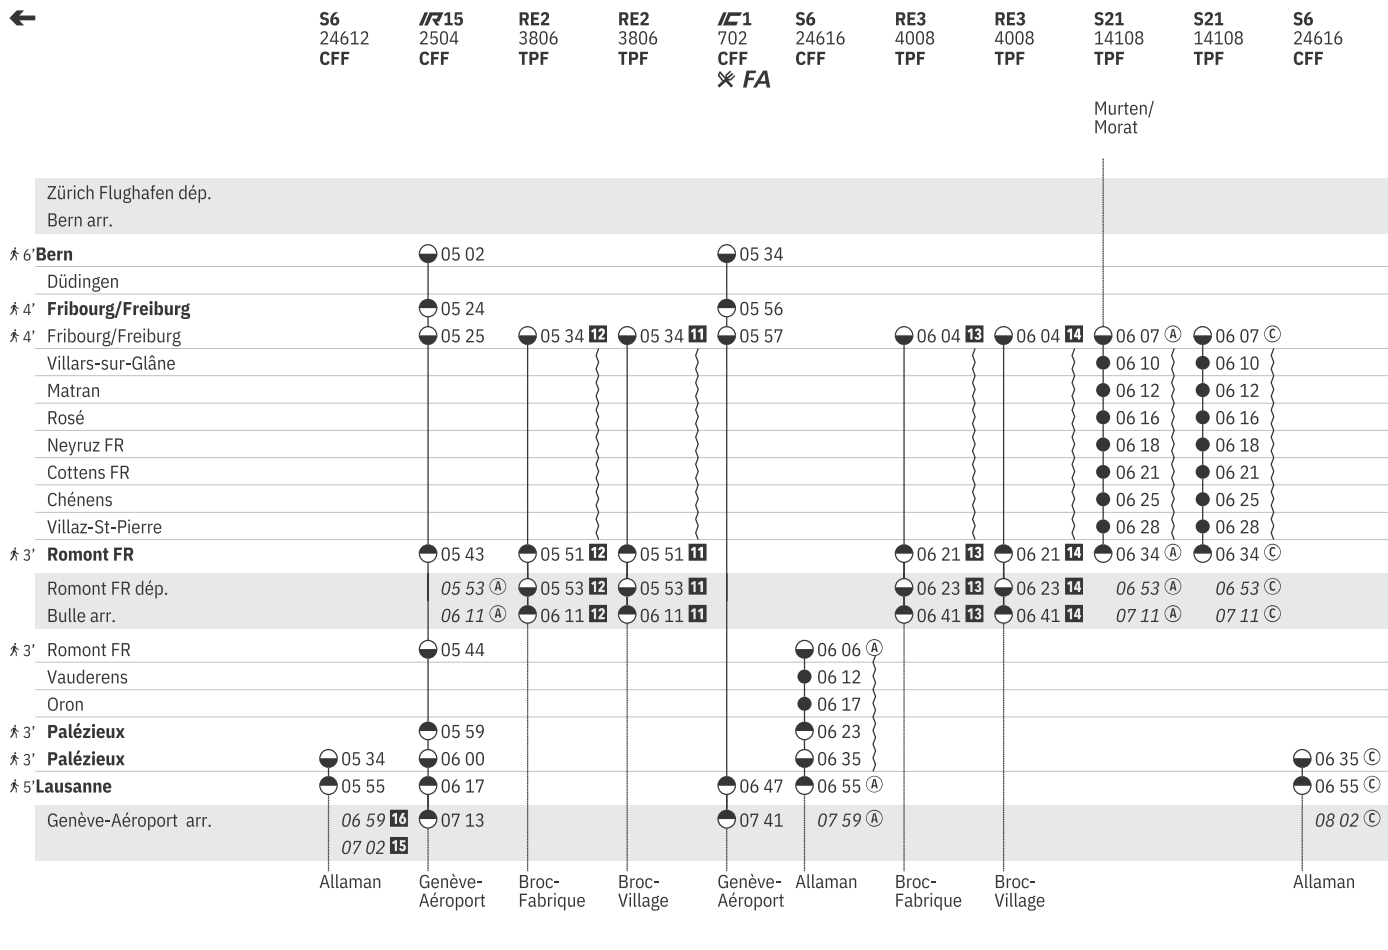 S6 IR15 RE2 RE2 IC1 S6 RE3 RE3 S21 S21 S6
24612 2504 3806 3806 702 24616 4008 4008 14108 14108 24616
CFF CFF TPF TPF CFF CFF TPF TPF TPF TPF CFF
FA
Murten/
Morat
Zürich Flughafen dép.
Bern arr.
6' Bern 05 02 05 34
Düdingen
4' Fribourg/Freiburg 05 24 05 56
4' Fribourg/Freiburg 05 25 05 34 12 05 34 11 05 57 06 04 13 06 04 14 06 07 Ⓐ 06 07 Ⓒ
Villars-sur-Glâne 06 10 06 10
Matran 06 12 06 12
Rosé 06 16 06 16
Neyruz FR 06 18 06 18
Cottens FR 06 21 06 21
Chénens 06 25 06 25
Villaz-St-Pierre 06 28 06 28
3' Romont FR 05 43 05 51 12 05 51 11 06 21 13 06 21 14 06 34 Ⓐ 06 34 Ⓒ
Romont FR dép. 05 53 Ⓐ 05 53 12 05 53 11 06 23 13 06 23 14 06 53 Ⓐ 06 53 Ⓒ
Bulle arr. 06 11 Ⓐ 06 11 12 06 11 11 06 41 13 06 41 14 07 11 Ⓐ 07 11 Ⓒ
3' Romont FR 05 44 06 06 Ⓐ
Vauderens 06 12
Oron 06 17
3' Palézieux 05 59 06 23
3' Palézieux 05 34 06 00 06 35 06 35 Ⓒ
5' Lausanne 05 55 06 17 06 47 06 55 Ⓐ 06 55 Ⓒ
Genève-Aéroport arr. 06 59 16 07 13 07 41 07 59 Ⓐ 08 02 Ⓒ
07 02 15
Allaman Genève- Broc- Broc- Genève- Allaman Broc- Broc- Allaman
Aéroport Fabrique Village Aéroport Fabrique Village